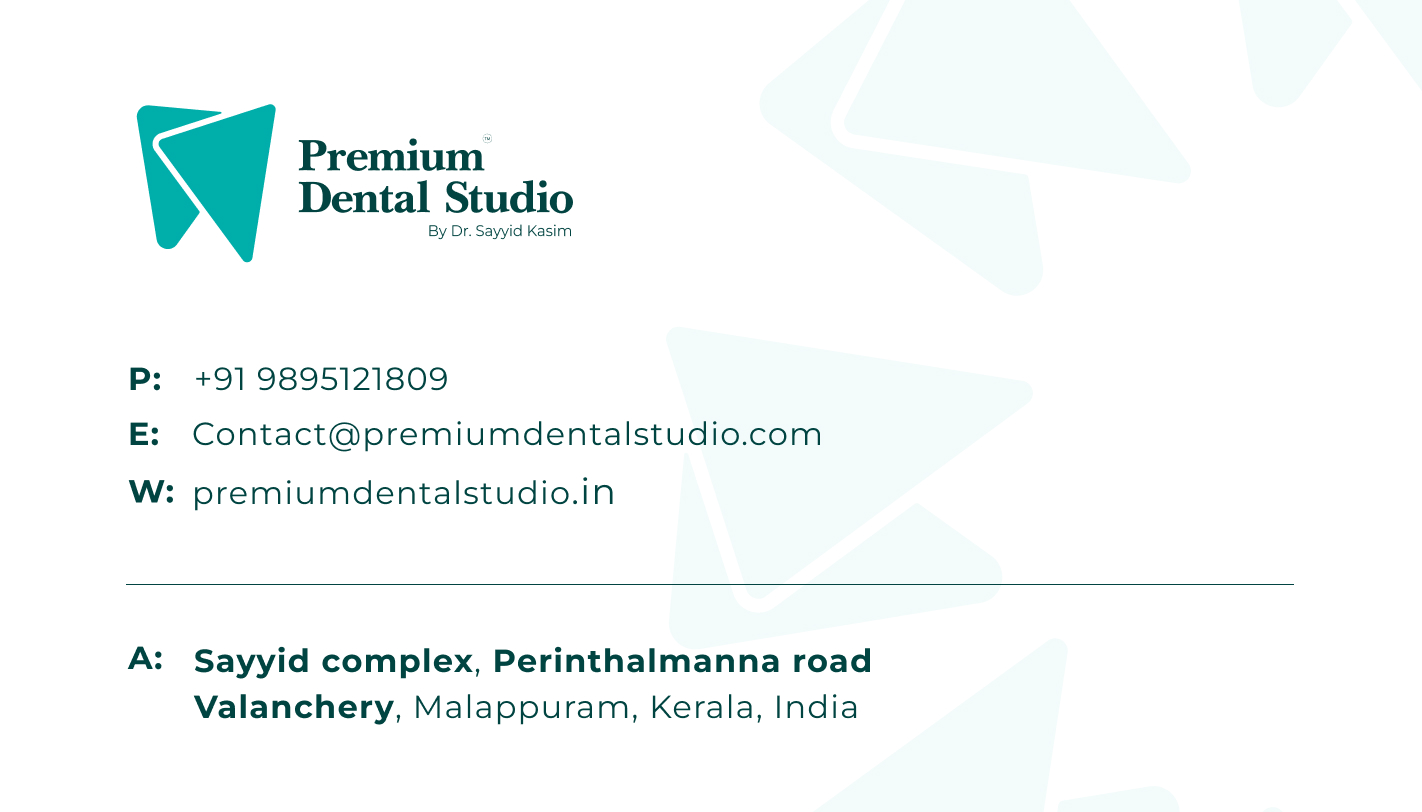 Premium™
Dental Studio
By Dr. Sayyid Kasim
P: +91 9895121809
E: Contact@premiumdentalstudio.com
W: premiumdentalstudio.in
A: Sayyid complex, Perinthalmanna road
Valanchery, Malappuram, Kerala, India